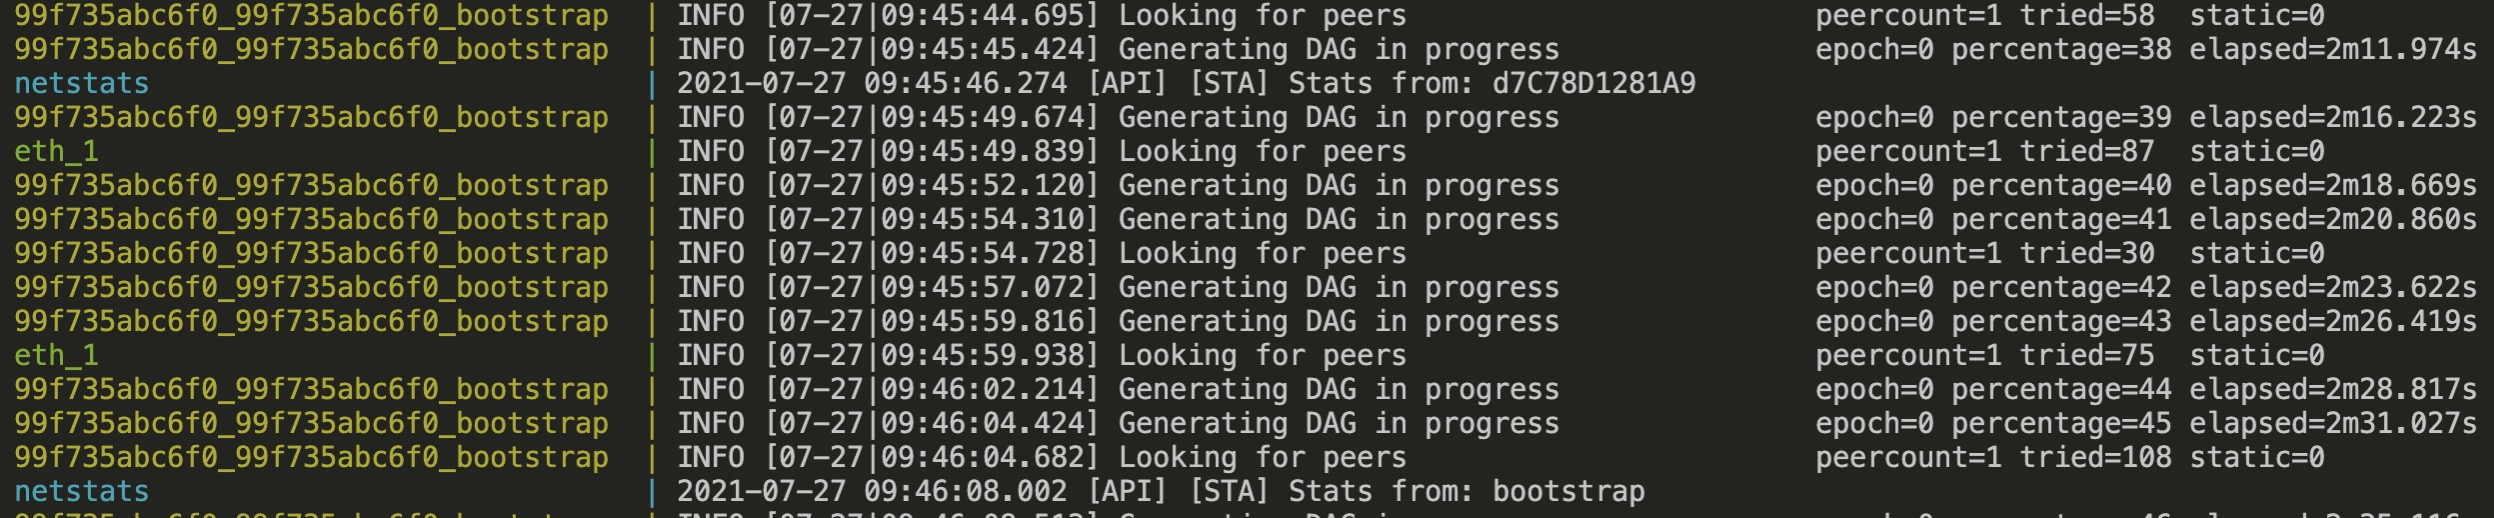 99f735abc6f0_99f735abc6f0_bootstrap | INFO [07-27|09:45:44.695] Looking for peers peercount=1 tried=58 static=0
99f735abc6f0_99f735abc6f0_bootstrap | INFO [07-27|09:45:45.424] Generating DAG in progress epoch=0 percentage=38 elapsed=2m11.974s
netstats | 2021-07-27 09:45:46.274 [API] [STA] Stats from: d7C78D1281A9
99f735abc6f0_99f735abc6f0_bootstrap | INFO [07-27|09:45:49.674] Generating DAG in progress epoch=0 percentage=39 elapsed=2m16.223s
eth_1 | INFO [07-27|09:45:49.839] Looking for peers peercount=1 tried=87 static=0
99f735abc6f0_99f735abc6f0_bootstrap | INFO [07-27|09:45:52.120] Generating DAG in progress epoch=0 percentage=40 elapsed=2m18.669s
99f735abc6f0_99f735abc6f0_bootstrap | INFO [07-27|09:45:54.310] Generating DAG in progress epoch=0 percentage=41 elapsed=2m20.860s
99f735abc6f0_99f735abc6f0_bootstrap | INFO [07-27|09:45:54.728] Looking for peers peercount=1 tried=30 static=0
99f735abc6f0_99f735abc6f0_bootstrap | INFO [07-27|09:45:57.072] Generating DAG in progress epoch=0 percentage=42 elapsed=2m23.622s
99f735abc6f0_99f735abc6f0_bootstrap | INFO [07-27|09:45:59.816] Generating DAG in progress epoch=0 percentage=43 elapsed=2m26.419s
eth_1 | INFO [07-27|09:45:59.938] Looking for peers peercount=1 tried=75 static=0
99f735abc6f0_99f735abc6f0_bootstrap | INFO [07-27|09:46:02.214] Generating DAG in progress epoch=0 percentage=44 elapsed=2m28.817s
99f735abc6f0_99f735abc6f0_bootstrap | INFO [07-27|09:46:04.424] Generating DAG in progress epoch=0 percentage=45 elapsed=2m31.027s
99f735abc6f0_99f735abc6f0_bootstrap | INFO [07-27|09:46:04.682] Looking for peers peercount=1 tried=108 static=0
netstats | 2021-07-27 09:46:08.002 [API] [STA] Stats from: bootstrap